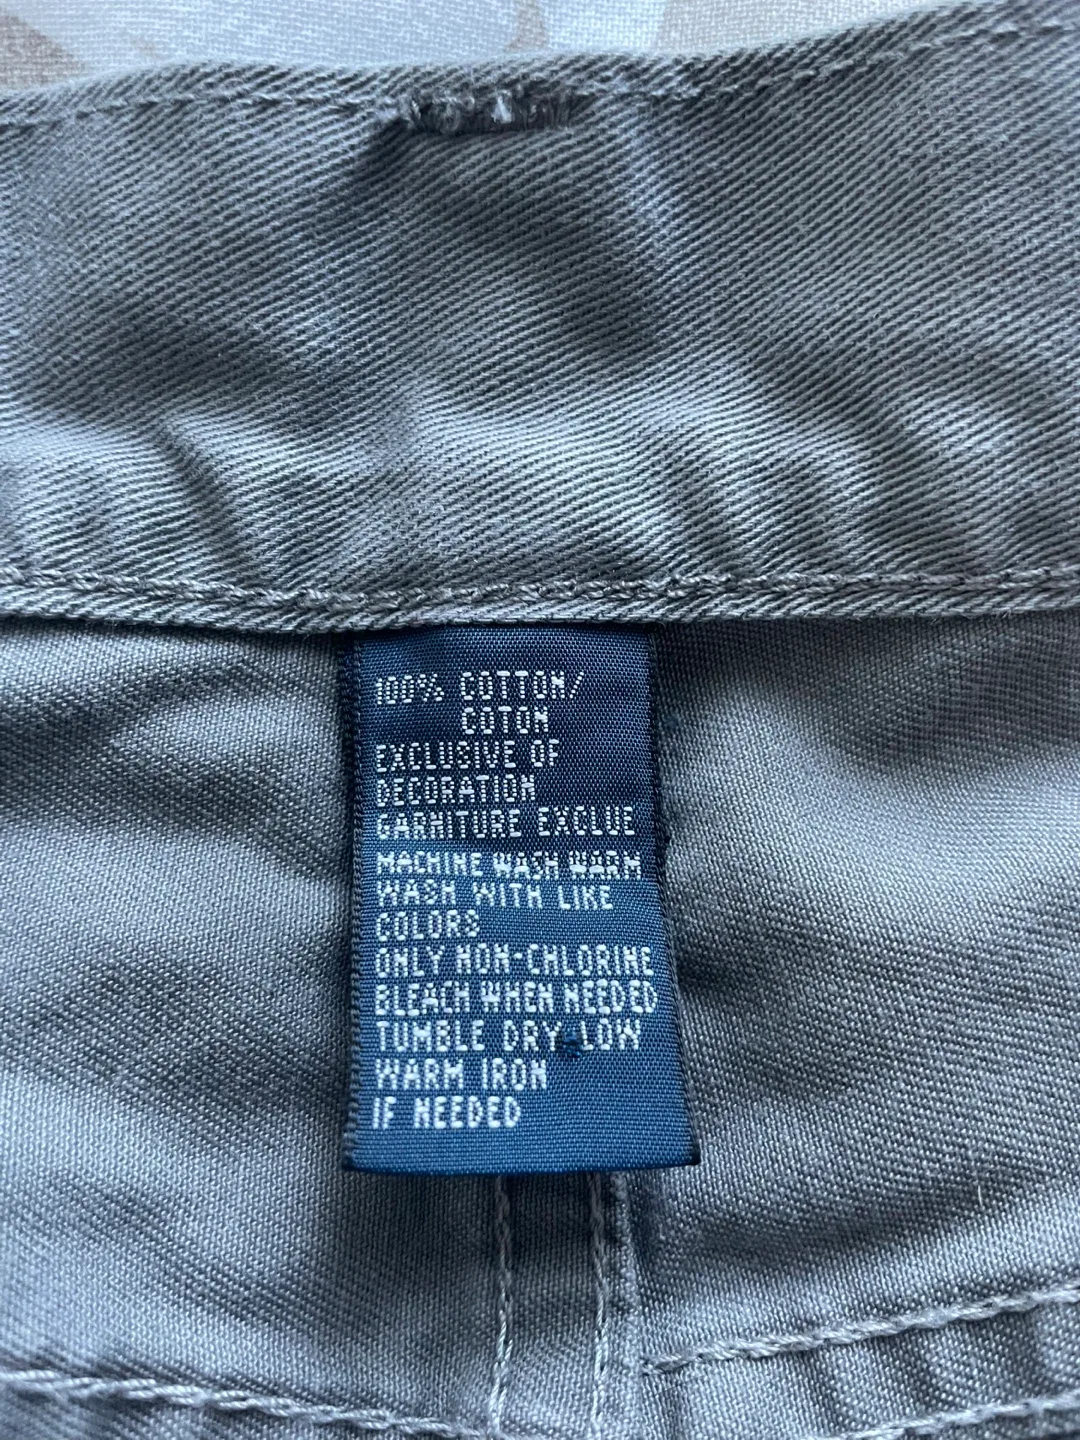 100% COTTON/
COTON
EXCLUSIVE OF
DECORATION
GARNITURE EXCLUE
MACHINE WASH WARM
WASH WITH LIKE
COLORS
ONLY NON-CHLORINE
BLEACH WHEN NEEDED
TUMBLE DRY LOW
WARM IRON
IF NEEDED